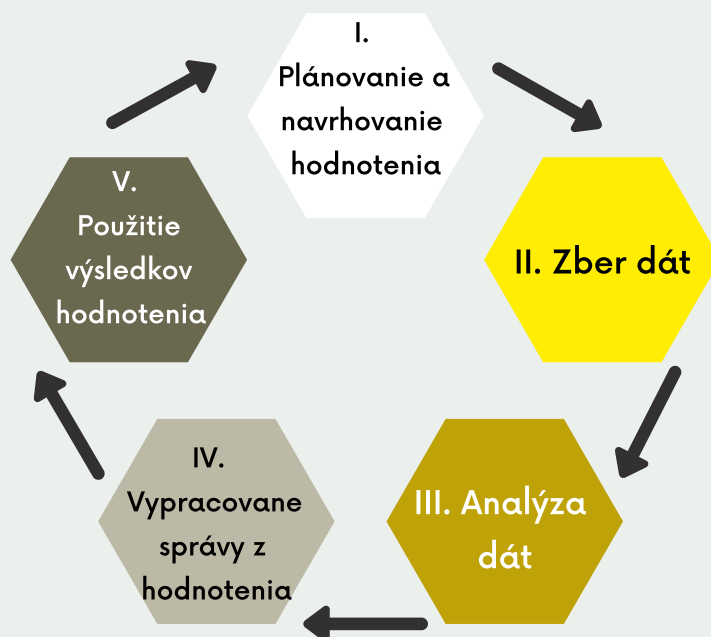 I.
Plánovanie a
navrhovanie
hodnotenia
II. Zber dát
III. Analýza
dát
IV.
Vypracovane
správy z
hodnotenia
V.
Použitie
výsledkov
hodnotenia